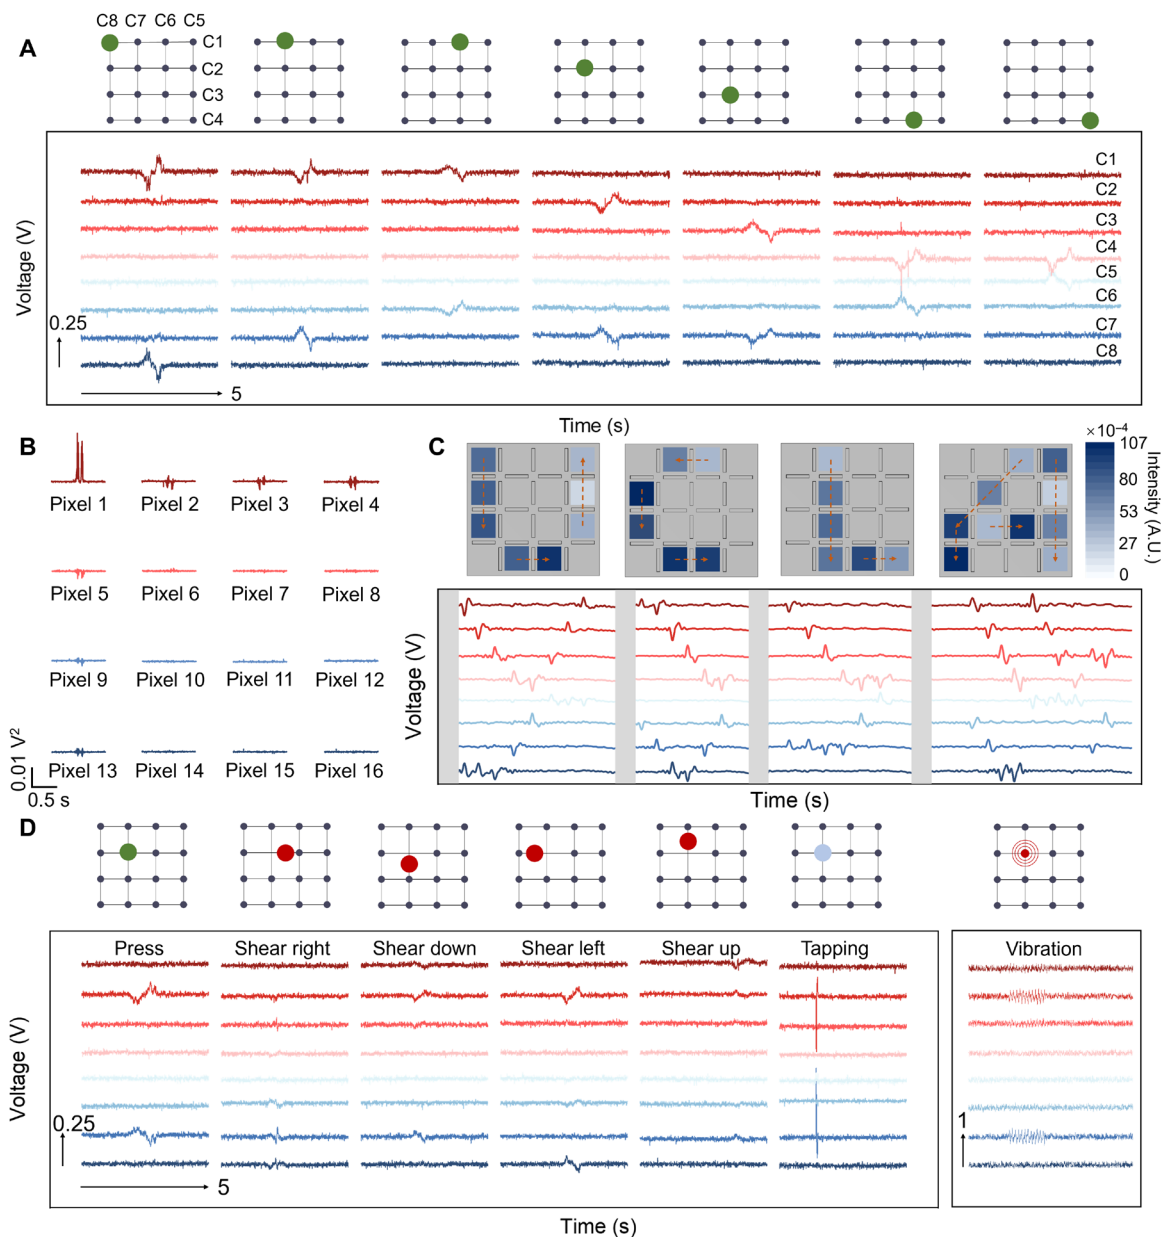 A
C8 C7 C6 C5
C1
C2
C3
C4
Voltage (V)
0.25
5
C1
C2
C3
C4
C5
C6
C7
C8
Time (s)
B
Pixel 1 Pixel 2 Pixel 3 Pixel 4
Pixel 5 Pixel 6 Pixel 7 Pixel 8
Pixel 9 Pixel 10 Pixel 11 Pixel 12
Pixel 13 Pixel 14 Pixel 15 Pixel 16
0.01 V²
0.5 s
C
×10⁻⁴
107
80
53
27
0
Intensity (A.U.)
Voltage (V)
Time (s)
D
Press Shear right Shear down Shear left Shear up Tapping Vibration
Voltage (V)
0.25
5
1
Time (s)